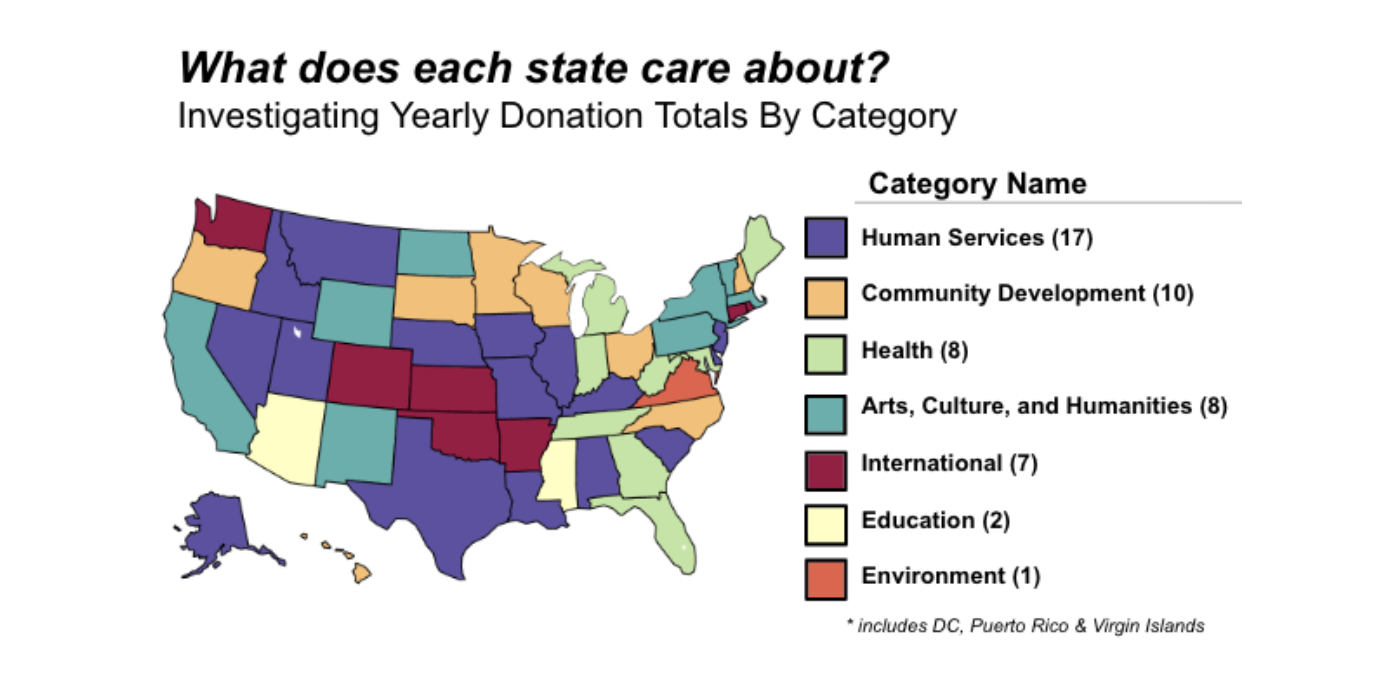 What does each state care about?
Investigating Yearly Donation Totals By Category
Category Name
Human Services (17)
Community Development (10)
Health (8)
Arts, Culture, and Humanities (8)
International (7)
Education (2)
Environment (1)
* includes DC, Puerto Rico & Virgin Islands